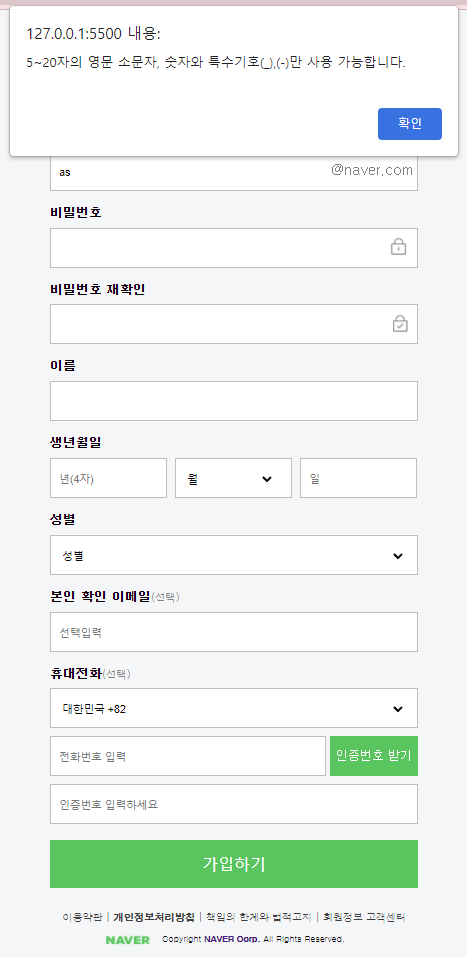 127.0.0.1:5500 내용:
5~20자의 영문 소문자, 숫자와 특수기호(_),(-)만 사용 가능합니다.
확인
as @naver.com
비밀번호
비밀번호 재확인
이름
생년월일
년(4자) 월 일
성별
성별
본인 확인 이메일(선택)
선택입력
휴대전화(선택)
대한민국 +82
전화번호 입력 인증번호 받기
인증번호 입력하세요
가입하기
이용약관 | 개인정보처리방침 | 책임의 한게와 법적고지 | 회원정보 고객센터
NAVER Copyright NAVER Oorp. All Rights Reserved.